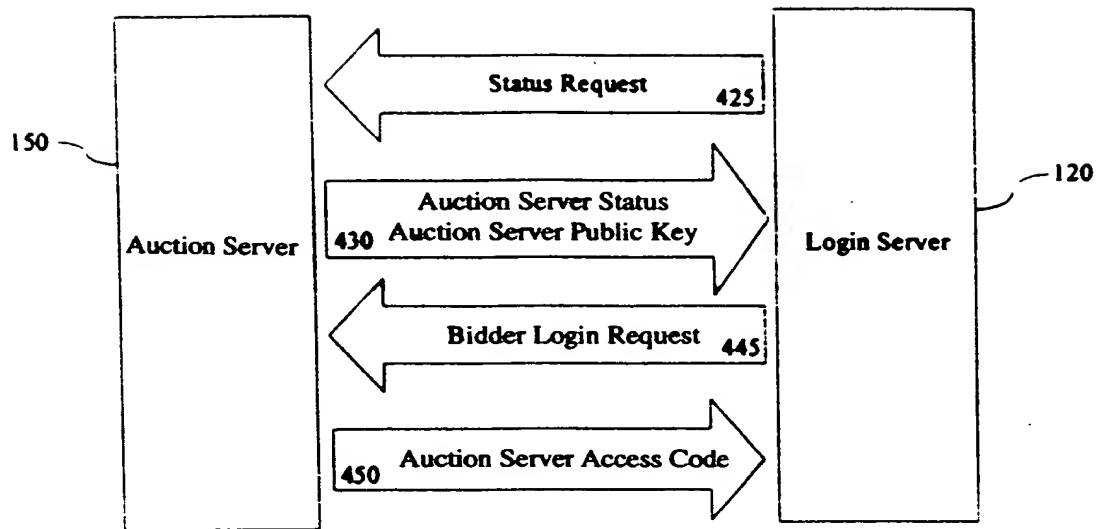 Status Request
425
150
120
Auction Server Status
430 Auction Server Public Key
Auction Server
Login Server
Bidder Login Request
445
450 Auction Server Access Code